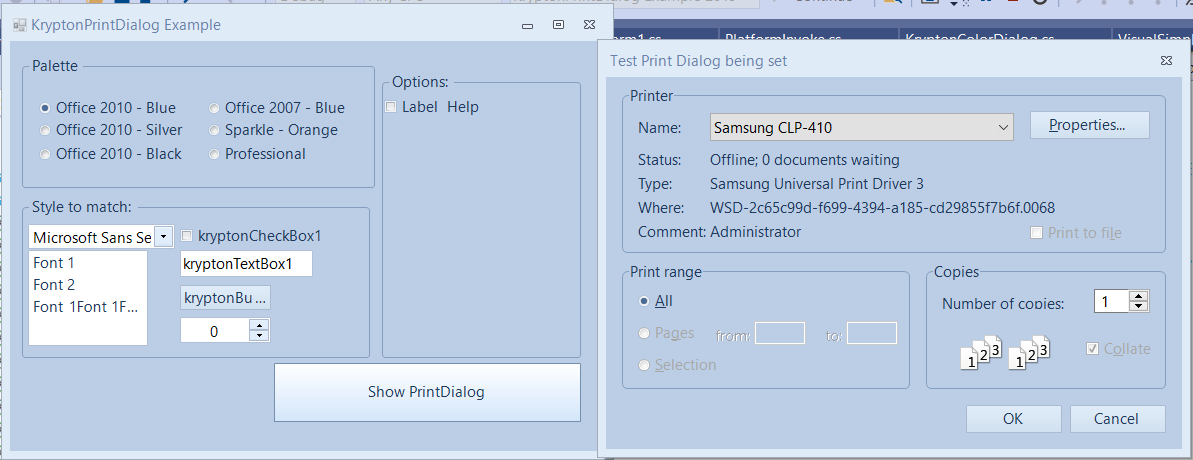 Continue
KryptonPrintDialog Example
Palette
Office 2010 - Blue
Office 2007 - Blue
Office 2010 - Silver
Sparkle - Orange
Office 2010 - Black
Professional
Options:
Label Help
Style to match:
Microsoft Sans Se
kryptonCheckBox1
Font 1
Font 2
Font 1Font 1F...
kryptonTextBox1
kryptonBu ...
0
Show PrintDialog
PlatformInvoke.cs
KryptonColorDialog.cs
Test Print Dialog being set
Printer
Name: Samsung CLP-410 Properties...
Status: Offline; 0 documents waiting
Type: Samsung Universal Print Driver 3
Where: WSD-2c65c99d-f699-4394-a185-cd29855f7b6f.0068
Comment: Administrator
Print to file
Print range
All
Pages from: to:
Selection
Copies
Number of copies: 1
1 2 3 1 2 3
Collate
OK Cancel